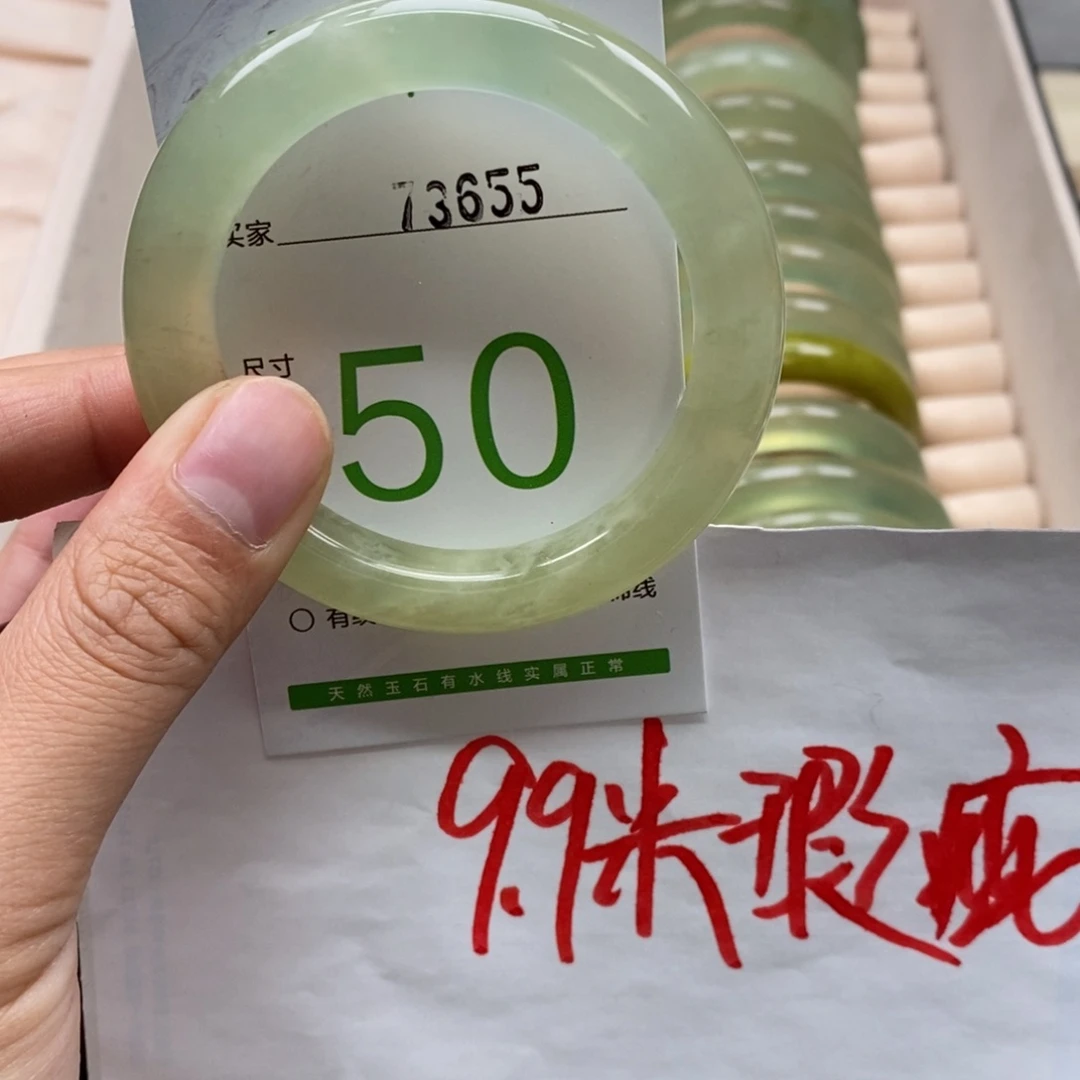 买家 73655
尺寸
50
○ 有纹
天然玉石有水线实属正常
9.9米瑕疵